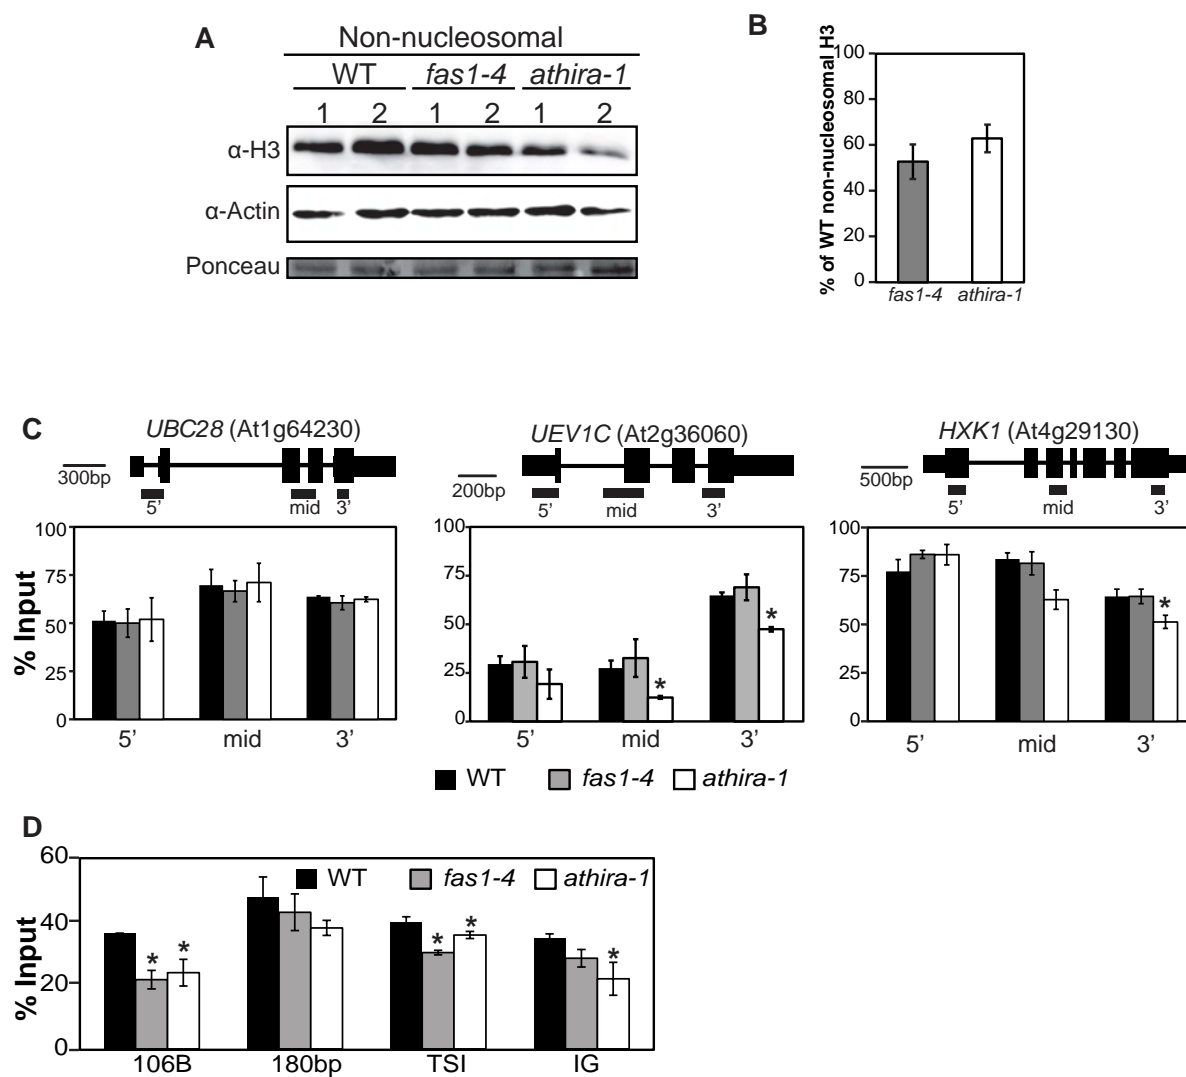 A
Non-nucleosomal
WT fas1-4 athira-1
1 2 1 2 1 2
α-H3
α-Actin
Ponceau
B
% of WT non-nucleosomal H3
100
80
60
40
20
0
fas1-4 athira-1
C
UBC28 (At1g64230)
300bp
5’ mid 3’
UEV1C (At2g36060)
200bp
5’ mid 3’
HXK1 (At4g29130)
500bp
5’ mid 3’
% Input
100
75
50
25
0
5’ mid 3’
100
75
50
25
0
* *
5’ mid 3’
100
75
50
25
0
*
5’ mid 3’
WT fas1-4 athira-1
D
% Input
60
40
20
0
WT fas1-4 athira-1
* * * * *
106B 180bp TSI IG